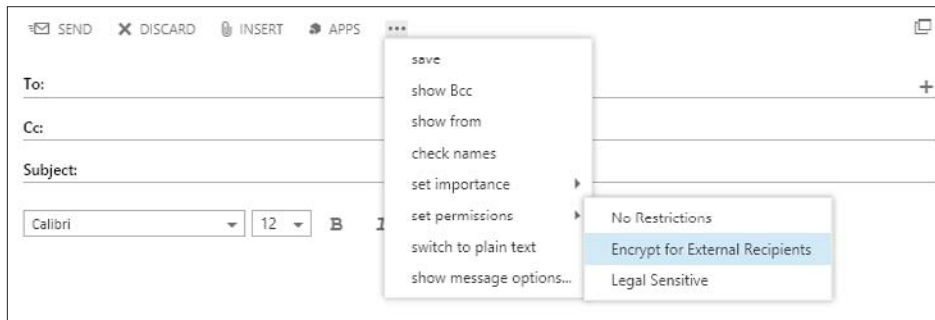 SEND DISCARD INSERT APPS •••
save
To:
show Bcc
show from
Cc:
check names
Subject:
set importance
set permissions
No Restrictions
Calibri 12 B I
switch to plain text
Encrypt for External Recipients
show message options...
Legal Sensitive